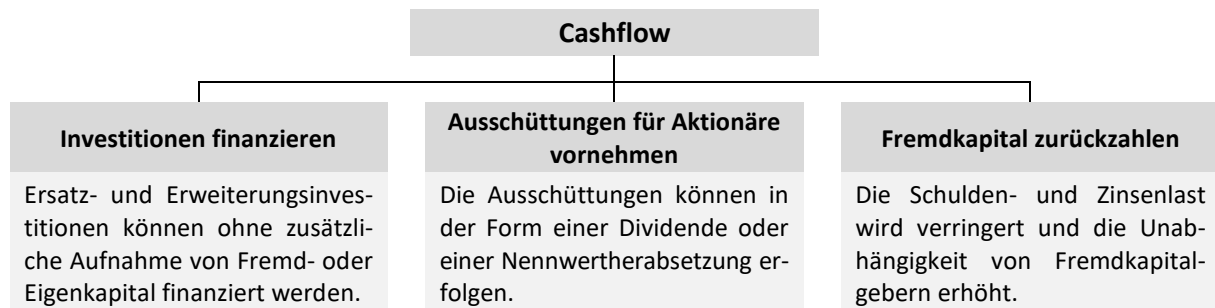 Cashflow
Investitionen finanzieren
Ersatz- und Erweiterungsinves-
titionen können ohne zusätzli-
che Aufnahme von Fremd- oder
Eigenkapital finanziert werden.
Ausschüttungen für Aktionäre
vornehmen
Die Ausschüttungen können in
der Form einer Dividende oder
einer Nennwertherabsetzung er-
folgen.
Fremdkapital zurückzahlen
Die Schulden- und Zinsenlast
wird verringert und die Unab-
hängigkeit von Fremdkapital-
gebern erhöht.